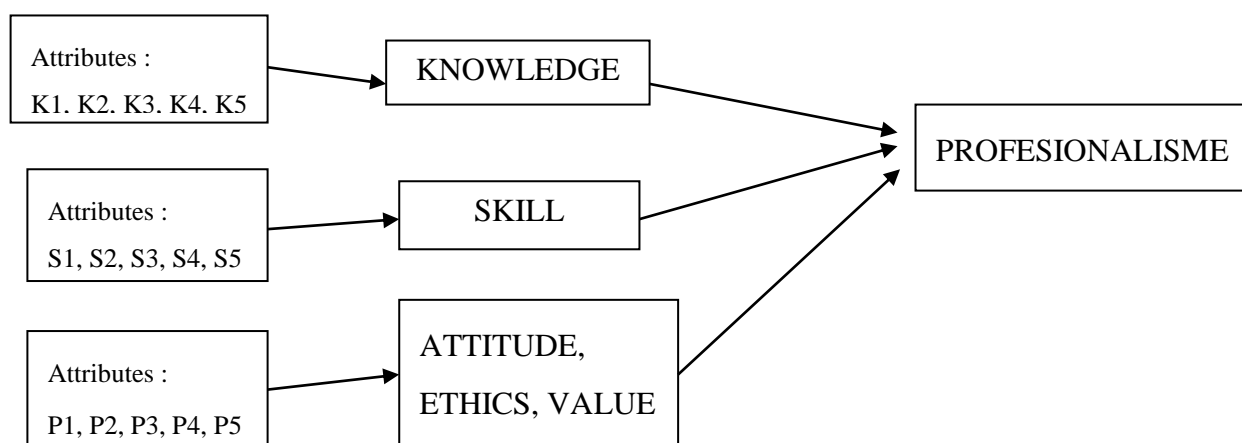 Attributes :
K1, K2, K3, K4, K5
KNOWLEDGE
PROFESIONALISME
Attributes :
S1, S2, S3, S4, S5
SKILL
Attributes :
P1, P2, P3, P4, P5
ATTITUDE,
ETHICS, VALUE